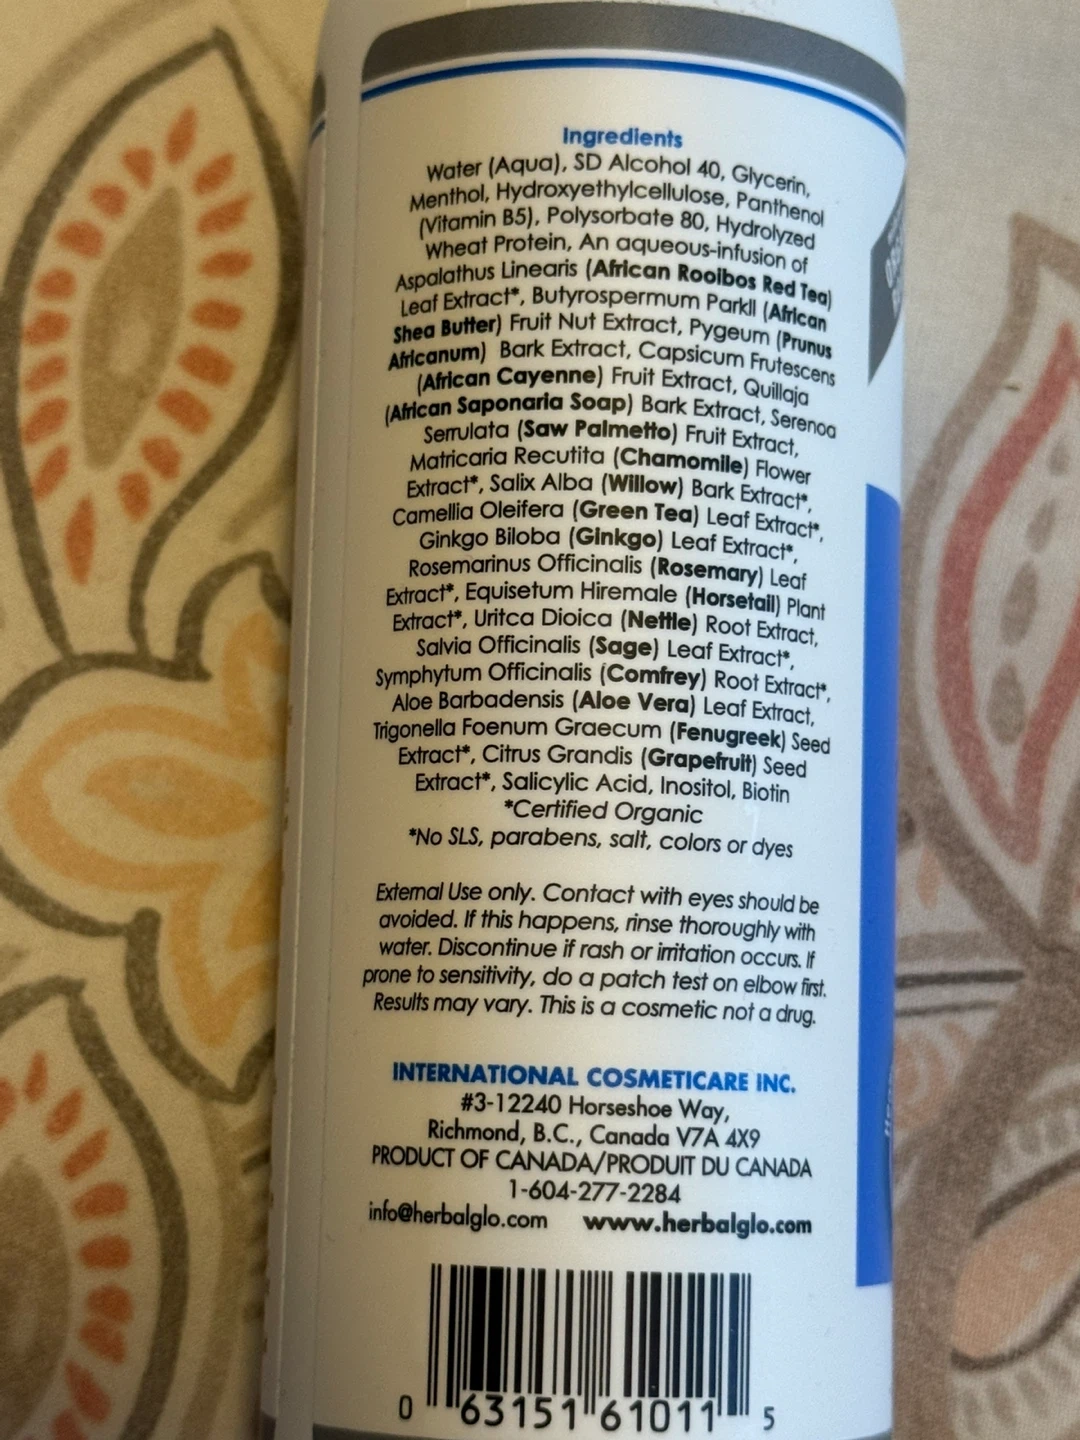 Ingredients
Water (Aqua), SD Alcohol 40, Glycerin,
Menthol, Hydroxyethylcellulose, Panthenol
(Vitamin B5), Polysorbate 80, Hydrolyzed
Wheat Protein, An aqueous-infusion of
Aspalathus Linearis (African Rooibos Red Tea)
Leaf Extract*, Butyrospermum Parkll (African
Shea Butter) Fruit Nut Extract, Pygeum (Prunus
Africanum) Bark Extract, Capsicum Frutescens
(African Cayenne) Fruit Extract, Quillaja
(African Saponaria Soap) Bark Extract, Serenoa
Serrulata (Saw Palmetto) Fruit Extract,
Matricaria Recutita (Chamomile) Flower
Extract*, Salix Alba (Willow) Bark Extract*,
Camellia Oleifera (Green Tea) Leaf Extract*,
Ginkgo Biloba (Ginkgo) Leaf Extract*,
Rosemarinus Officinalis (Rosemary) Leaf
Extract*, Equisetum Hiremale (Horsetail) Plant
Extract*, Uritca Dioica (Nettle) Root Extract,
Salvia Officinalis (Sage) Leaf Extract*,
Symphytum Officinalis (Comfrey) Root Extract*,
Aloe Barbadensis (Aloe Vera) Leaf Extract,
Trigonella Foenum Graecum (Fenugreek) Seed
Extract*, Citrus Grandis (Grapefruit) Seed
Extract*, Salicylic Acid, Inositol, Biotin
*Certified Organic
*No SLS, parabens, salt, colors or dyes
External Use only. Contact with eyes should be
avoided. If this happens, rinse thoroughly with
water. Discontinue if rash or irritation occurs. If
prone to sensitivity, do a patch test on elbow first.
Results may vary. This is a cosmetic not a drug.
INTERNATIONAL COSMETICARE INC.
#3-12240 Horseshoe Way,
Richmond, B.C., Canada V7A 4X9
PRODUCT OF CANADA/PRODUIT DU CANADA
1-604-277-2284
info@herbalglo.com www.herbalglo.com
0 63151 61011 5